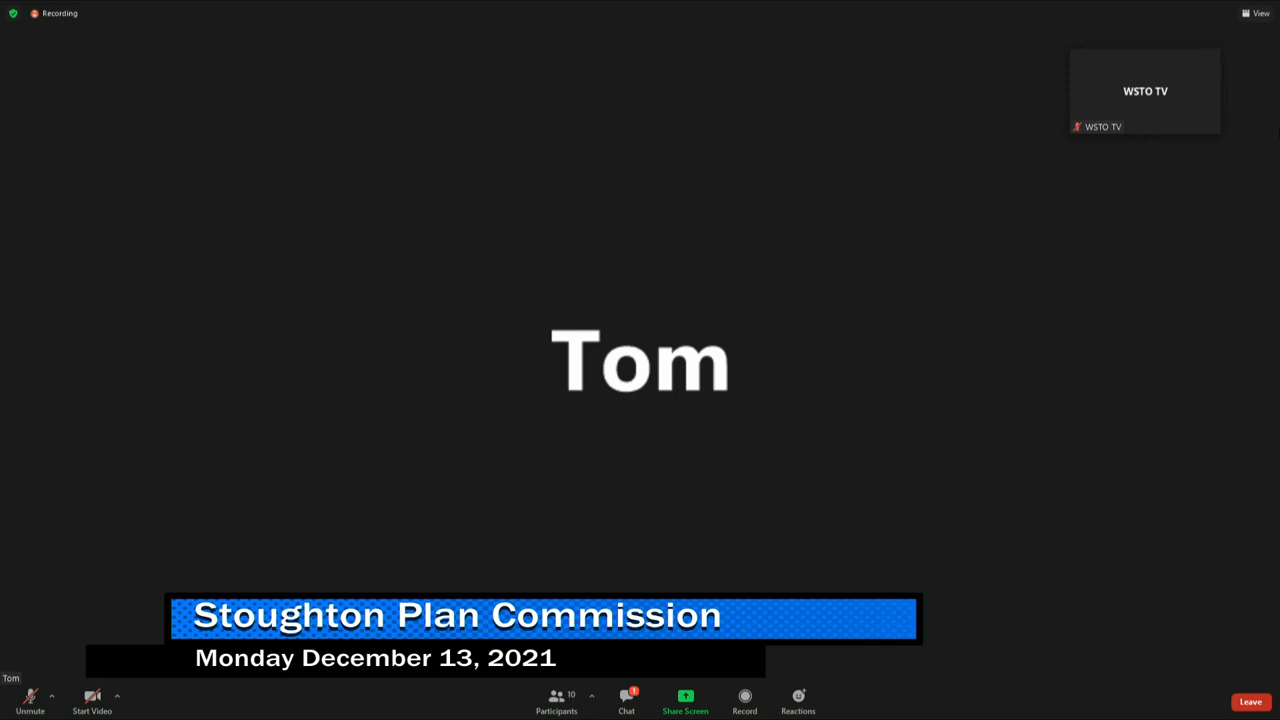 Recording
View
WSTO TV
WSTO TV
Tom
Stoughton Plan Commission
Monday December 13, 2021
Tom
Unmute
Start Video
10
Participants
1
Chat
Share Screen
Record
Reactions
Leave